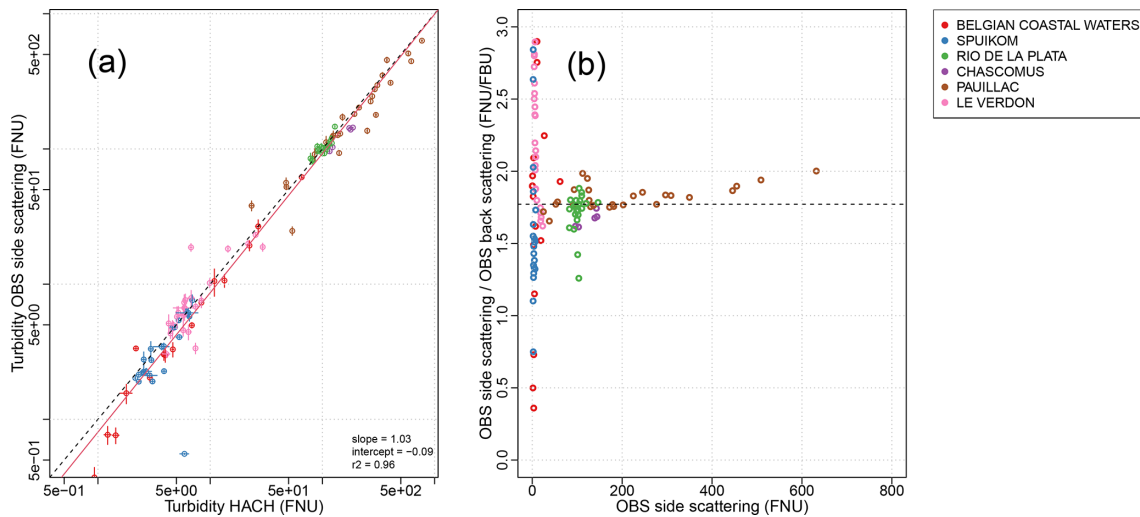 (a)
Turbidity OBS side scattering (FNU)
5e+02
5e+01
5e+00
5e−01
slope = 1.03
intercept = −0.09
r2 = 0.96
5e−01 5e+00 5e+01 5e+02
Turbidity HACH (FNU)
(b)
OBS side scattering / OBS back scattering (FNU/FBU)
3.0
2.5
2.0
1.5
1.0
0.5
0.0
0 200 400 600 800
OBS side scattering (FNU)
BELGIAN COASTAL WATERS
SPUIKOM
RIO DE LA PLATA
CHASCOMUS
PAUILLAC
LE VERDON